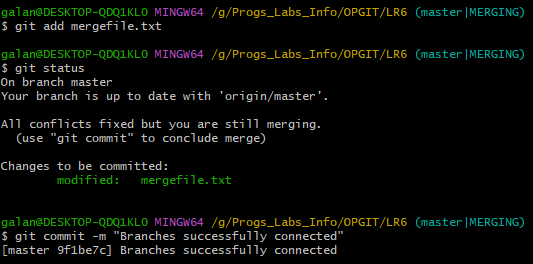 galan@DESKTOP-QDQ1KLO MINGW64 /g/Progs_Labs_Info/OPGIT/LR6 (master|MERGING)
$ git add mergefile.txt
galan@DESKTOP-QDQ1KLO MINGW64 /g/Progs_Labs_Info/OPGIT/LR6 (master|MERGING)
$ git status
On branch master
Your branch is up to date with 'origin/master'.
All conflicts fixed but you are still merging.
  (use "git commit" to conclude merge)
Changes to be committed:
        modified:   mergefile.txt
galan@DESKTOP-QDQ1KLO MINGW64 /g/Progs_Labs_Info/OPGIT/LR6 (master|MERGING)
$ git commit -m "Branches successfully connected"
[master 9f1be7c] Branches successfully connected